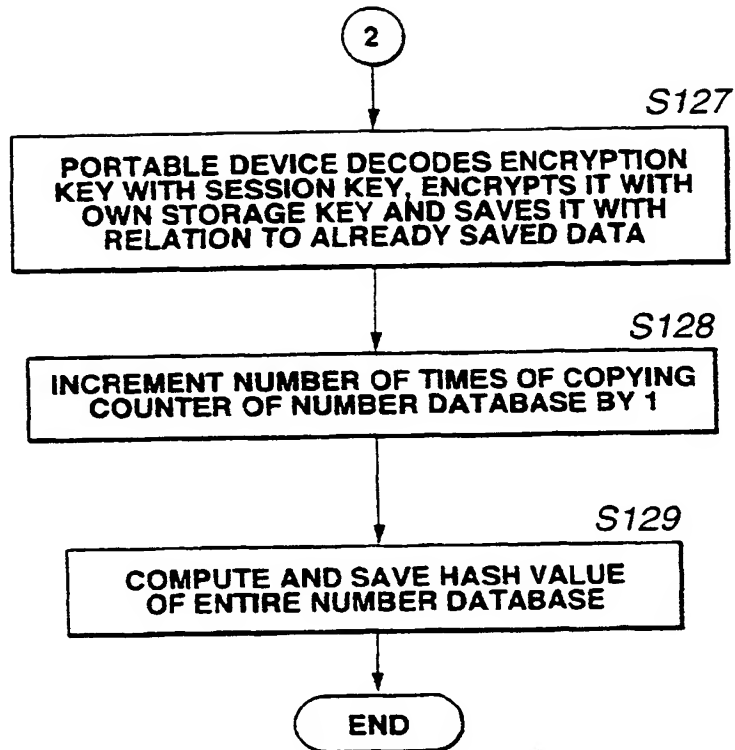 2
S127
PORTABLE DEVICE DECODES ENCRYPTION
KEY WITH SESSION KEY, ENCRYPTS IT WITH
OWN STORAGE KEY AND SAVES IT WITH
RELATION TO ALREADY SAVED DATA
S128
INCREMENT NUMBER OF TIMES OF COPYING
COUNTER OF NUMBER DATABASE BY 1
S129
COMPUTE AND SAVE HASH VALUE
OF ENTIRE NUMBER DATABASE
END